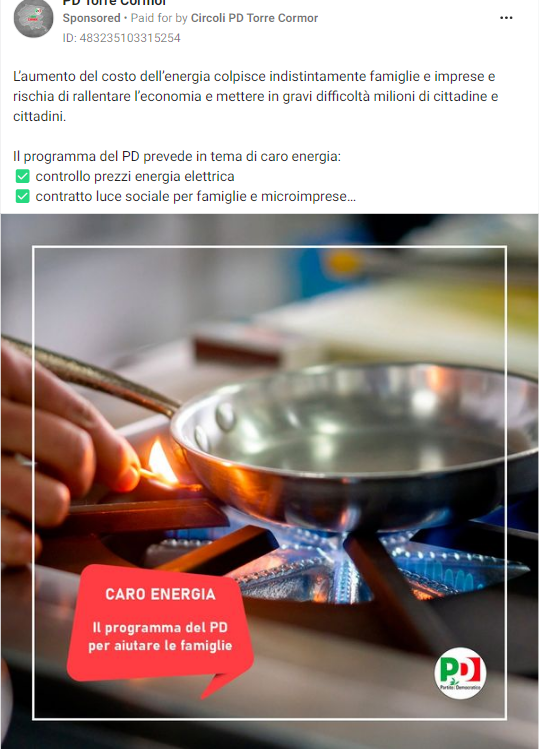 PD Torre Cormor
Sponsored • Paid for by Circoli PD Torre Cormor
ID: 483235103315254
L'aumento del costo dell'energia colpisce indistintamente famiglie e imprese e
rischia di rallentare l'economia e mettere in gravi difficoltà milioni di cittadine e
cittadini.
Il programma del PD prevede in tema di caro energia:
✅ controllo prezzi energia elettrica
✅ contratto luce sociale per famiglie e microimprese...
CARO ENERGIA
Il programma del PD
per aiutare le famiglie
PD
Partito Democratico